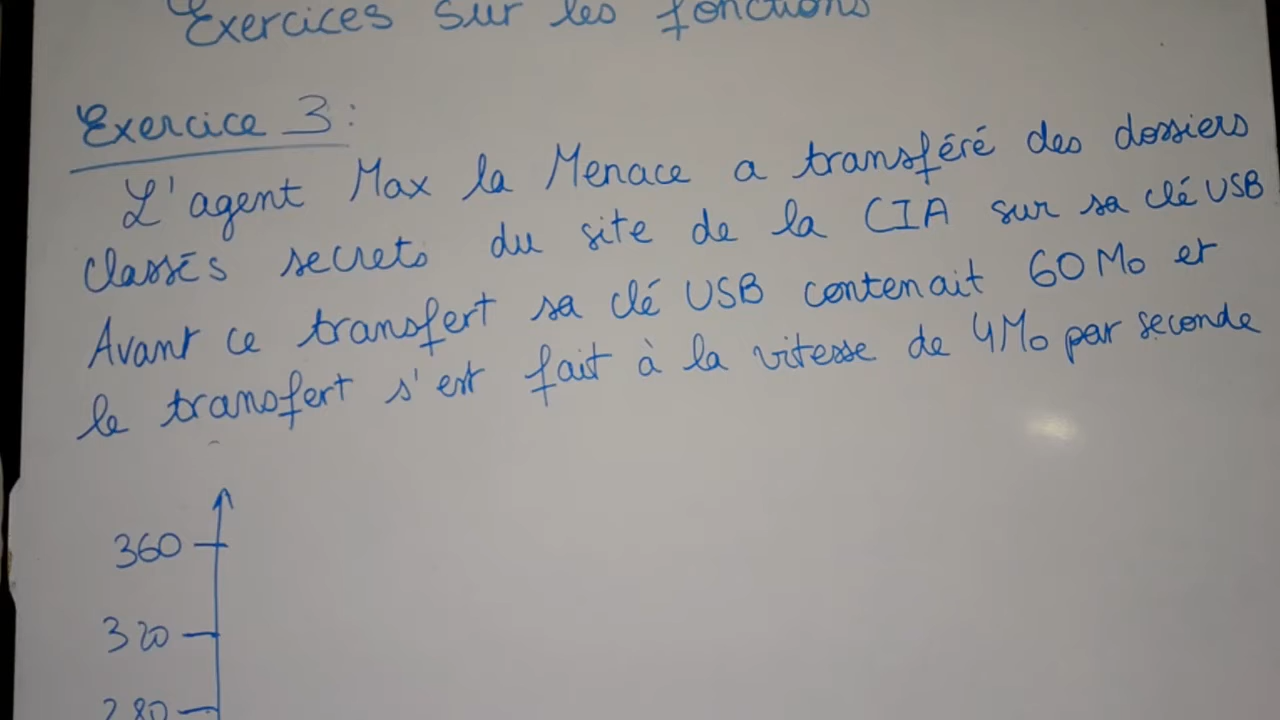 Exercices sur les fonctions
Exercice 3 :
L'agent Max la Menace a transféré des dossiers
classés secrets du site de la CIA sur sa clé USB
Avant ce transfert sa clé USB contenait 60 Mo et
le transfert s'est fait à la vitesse de 4Mo par seconde
360
320
280